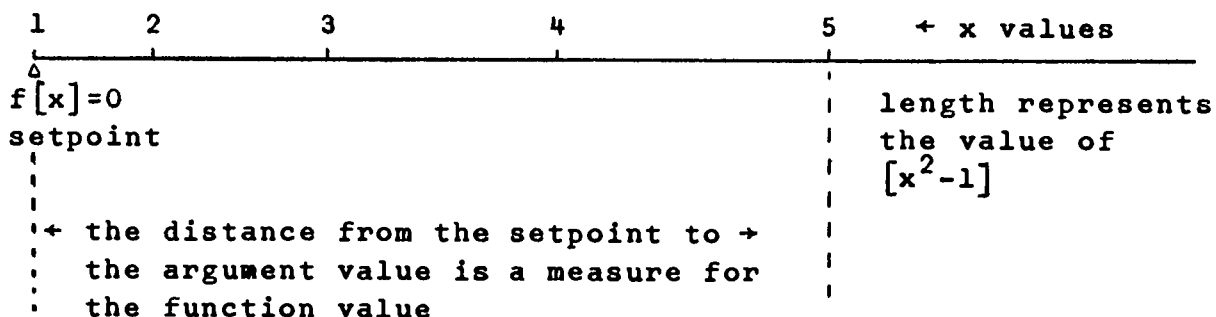 1 2 3 4 5 ← x values
f[x]=0
setpoint
length represents
the value of
[x²-1]
← the distance from the setpoint to →
the argument value is a measure for
the function value